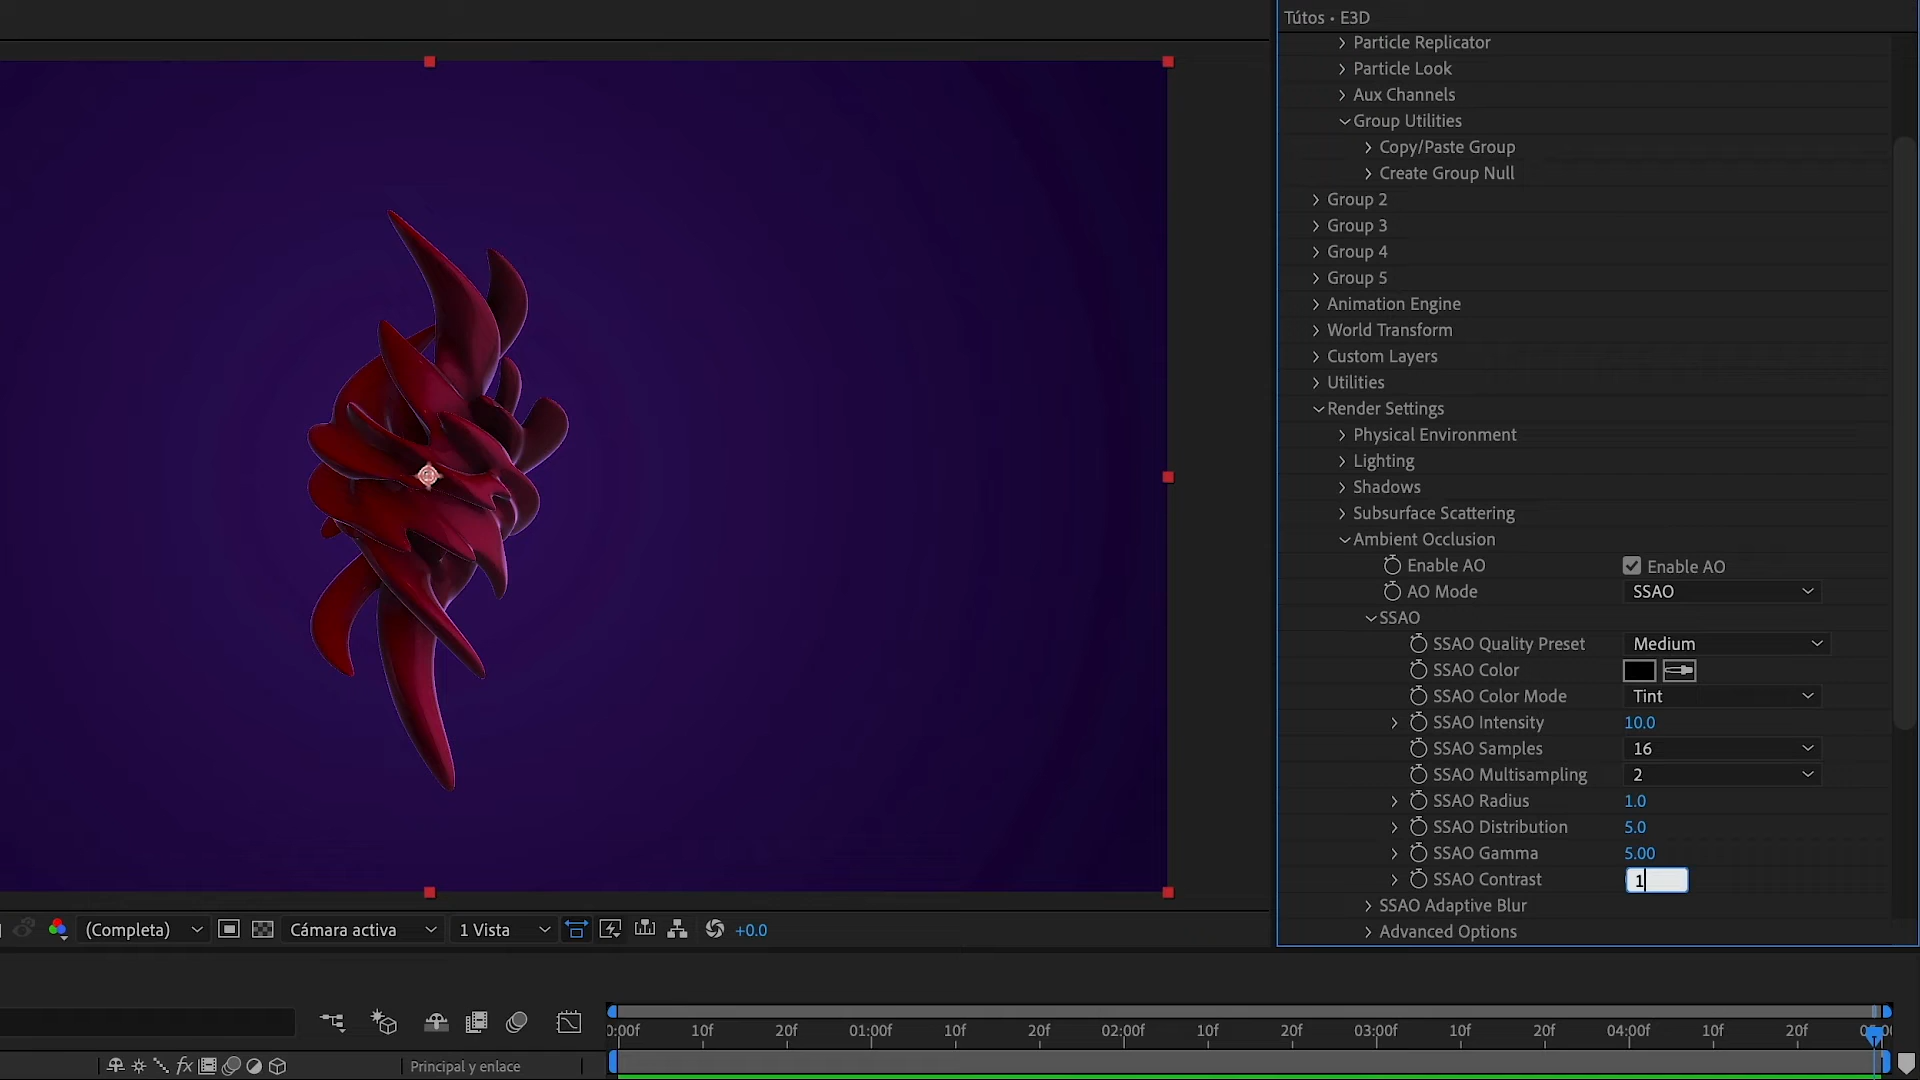 Tútos • E3D
Particle Replicator
Particle Look
Aux Channels
Group Utilities
Copy/Paste Group
Create Group Null
Group 2
Group 3
Group 4
Group 5
Animation Engine
World Transform
Custom Layers
Utilities
Render Settings
Physical Environment
Lighting
Shadows
Subsurface Scattering
Ambient Occlusion
Enable AO Enable AO
AO Mode SSAO
SSAO
SSAO Quality Preset Medium
SSAO Color
SSAO Color Mode Tint
SSAO Intensity 10.0
SSAO Samples 16
SSAO Multisampling 2
SSAO Radius 1.0
SSAO Distribution 5.0
SSAO Gamma 5.00
SSAO Contrast 1
SSAO Adaptive Blur
Advanced Options
(Completa) Cámara activa 1 Vista +0.0
0:00f 10f 20f 01:00f 10f 20f 02:00f 10f 20f 03:00f 10f 20f 04:00f 10f 20f
fx Principal y enlace